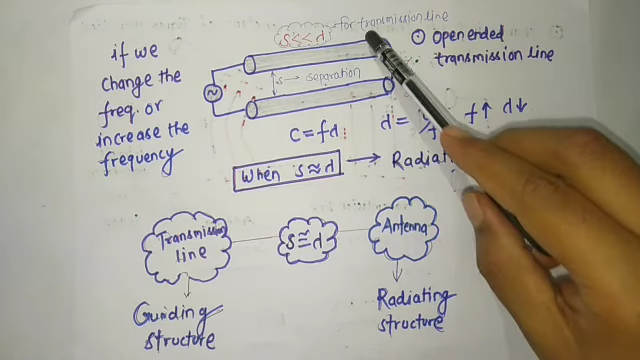 for transmission line
s << d
① open ended
transmission line
if we
change the
freq. or
increase the
frequency
s → separation
c = fd
d =
f↑ d↓
When s ≈ d
Transmission
line
s ≅ d
Antenna
Guiding
structure
Radiating
structure